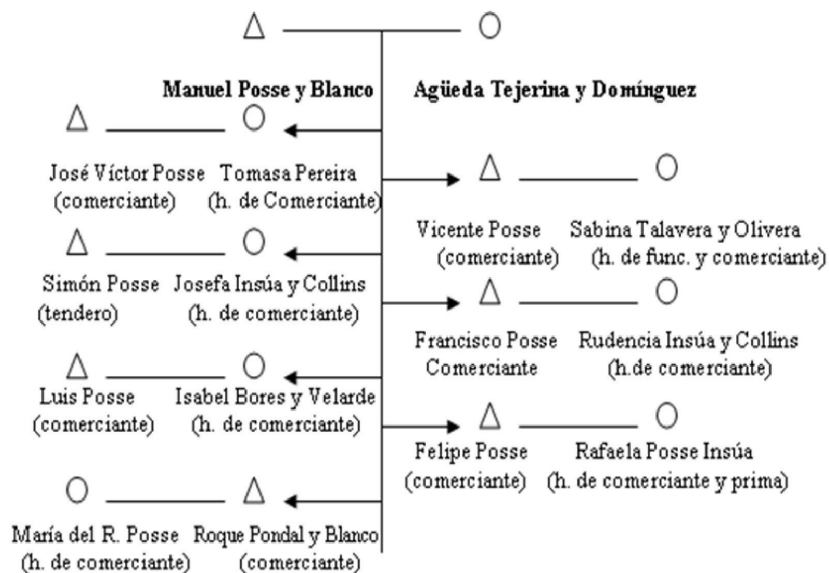 Manuel Posse y Blanco
Agüeda Tejerina y Domínguez
José Víctor Posse
(comerciante)
Tomasa Pereira
(h. de Comerciante)
Vicente Posse
(comerciante)
Sabina Talavera y Olivera
(h. de func. y comerciante)
Simón Posse
(tendero)
Josefa Insúa y Collins
(h. de comerciante)
Francisco Posse
Comerciante
Rudencia Insúa y Collins
(h.de comerciante)
Luis Posse
(comerciante)
Isabel Bores y Velarde
(h. de comerciante)
Felipe Posse
(comerciante)
Rafaela Posse Insúa
(h. de comerciante y prima)
María del R. Posse
(h. de comerciante)
Roque Pondal y Blanco
(comerciante)